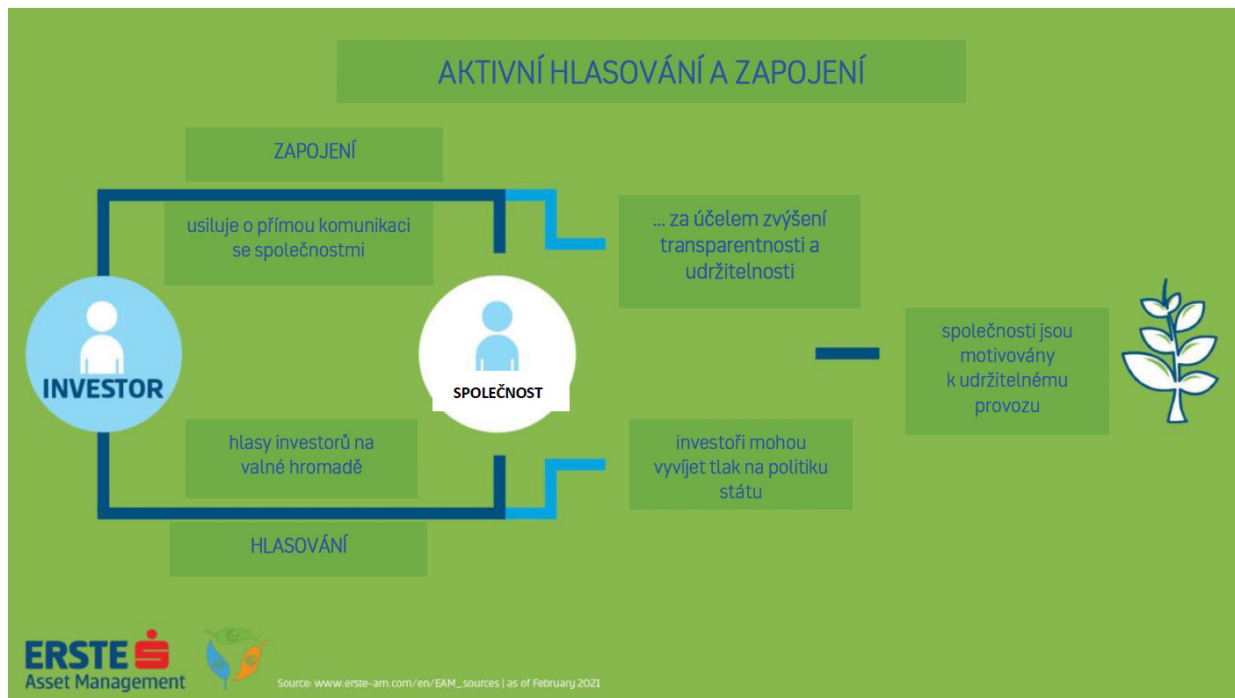 AKTIVNÍ HLASOVÁNÍ A ZAPOJENÍ
ZAPOJENÍ
usiluje o přímou komunikaci
se společnostmi
... za účelem zvýšení
transparentnosti a
udržitelnosti
INVESTOR
SPOLEČNOST
společnosti jsou
motivovány
k udržitelnému
provozu
hlasy investorů na
valné hromadě
investoři mohou
vyvíjet tlak na politiku
státu
HLASOVÁNÍ
ERSTE
Asset Management
Source: www.erste-am.com/en/EAM_sources | as of February 2021